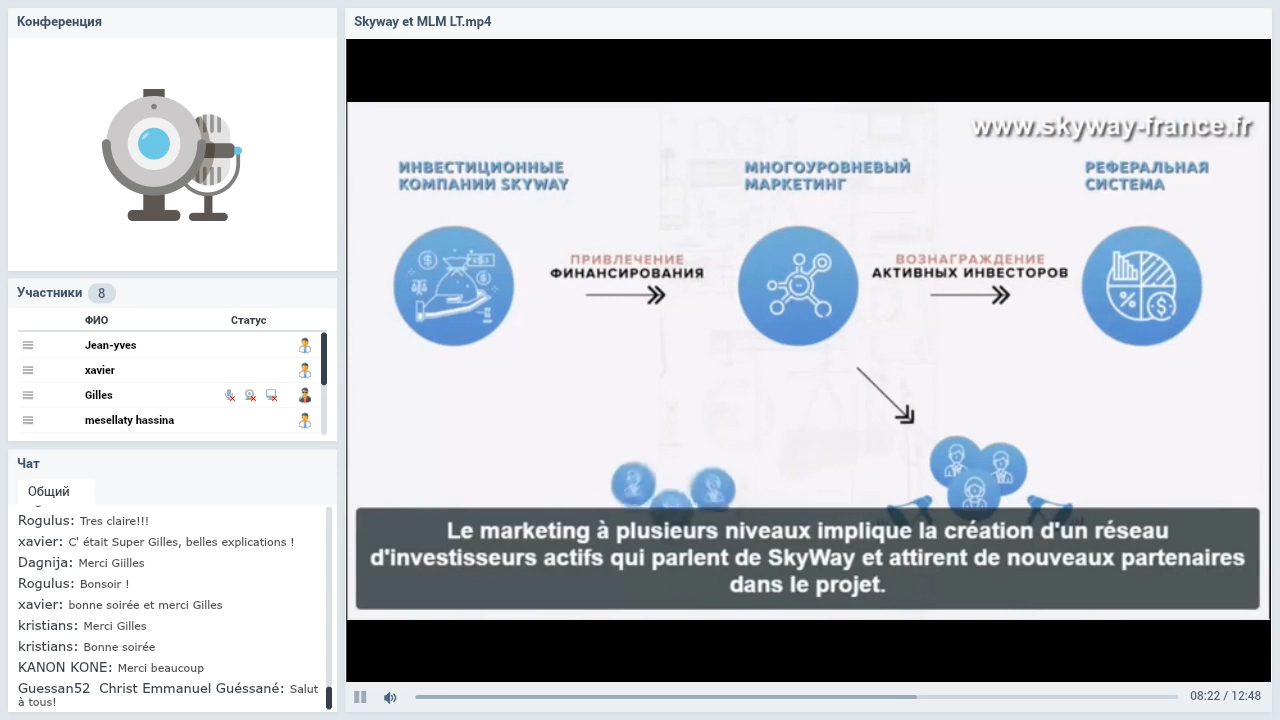 Конференция
Участники 8
ФИО Статус
Jean-yves
xavier
Gilles
mesellaty hassina
Чат
Общий
Rogulus: Tres claire!!!
xavier: C' était Super Gilles, belles explications !
Dagnija: Merci Giilles
Rogulus: Bonsoir !
xavier: bonne soirée et merci Gilles
kristians: Merci Gilles
kristians: Bonne soirée
KANON KONE: Merci beaucoup
Guessan52 Christ Emmanuel Guéssané: Salut
à tous!
Skyway et MLM LT.mp4
www.skyway-france.fr
ИНВЕСТИЦИОННЫЕ
КОМПАНИИ SKYWAY
МНОГОУРОВНЕВЫЙ
МАРКЕТИНГ
РЕФЕРАЛЬНАЯ
СИСТЕМА
ПРИВЛЕЧЕНИЕ
ФИНАНСИРОВАНИЯ
ВОЗНАГРАЖДЕНИЕ
АКТИВНЫХ ИНВЕСТОРОВ
Le marketing à plusieurs niveaux implique la création d'un réseau
d'investisseurs actifs qui parlent de SkyWay et attirent de nouveaux partenaires
dans le projet.
08:22 / 12:48